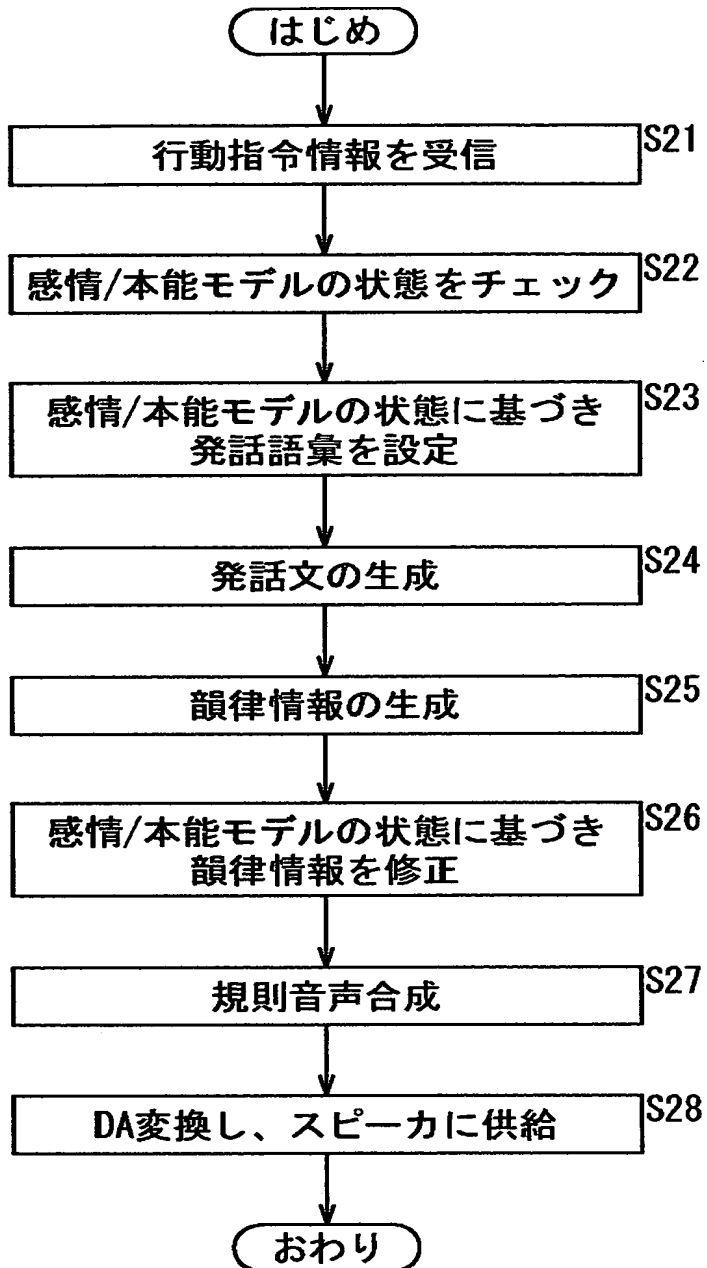 はじめ
行動指令情報を受信
S21
感情/本能モデルの状態をチェック
S22
感情/本能モデルの状態に基づき
発話語彙を設定
S23
発話文の生成
S24
韻律情報の生成
S25
感情/本能モデルの状態に基づき
韻律情報を修正
S26
規則音声合成
S27
DA変換し、スピーカに供給
S28
おわり